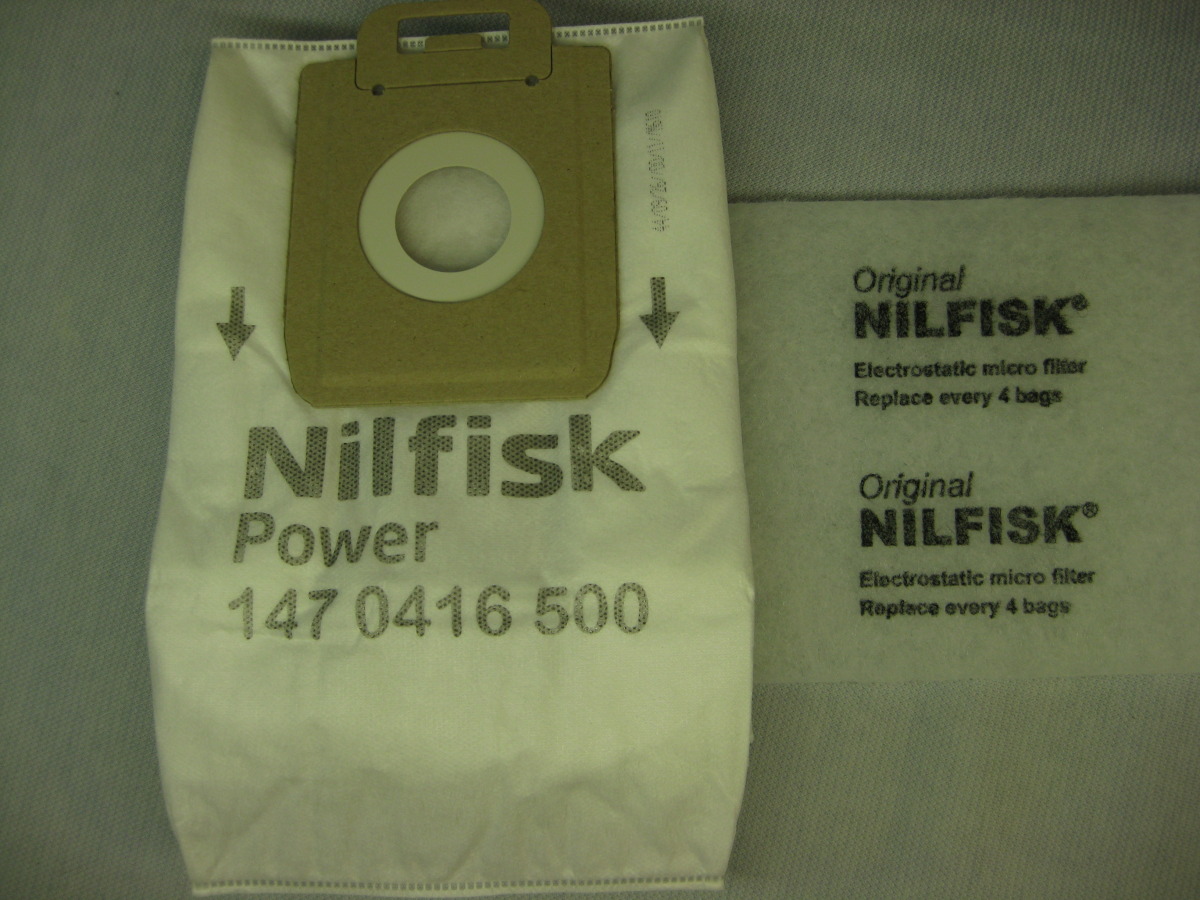 Nilfisk
Power
147 0416 500
Original
NILFISK®
Electrostatic micro filter
Replace every 4 bags
Original
NILFISK®
Electrostatic micro filter
Replace every 4 bags